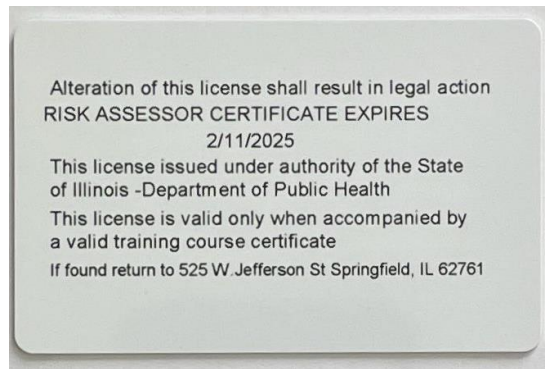 Alteration of this license shall result in legal action
RISK ASSESSOR CERTIFICATE EXPIRES
2/11/2025
This license issued under authority of the State
of Illinois -Department of Public Health
This license is valid only when accompanied by
a valid training course certificate
If found return to 525 W.Jefferson St Springfield, IL 62761